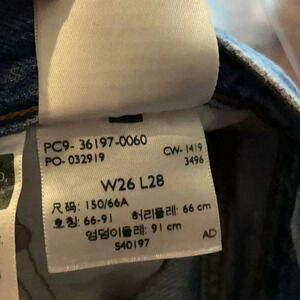 PC9- 36197-0060
PO- 032919 CW- 1419
3496
W26 L28
尺码: 150/66A
호칭: 66-91 허리둘레: 66 cm
엉덩이둘레: 91 cm
S40197 AD